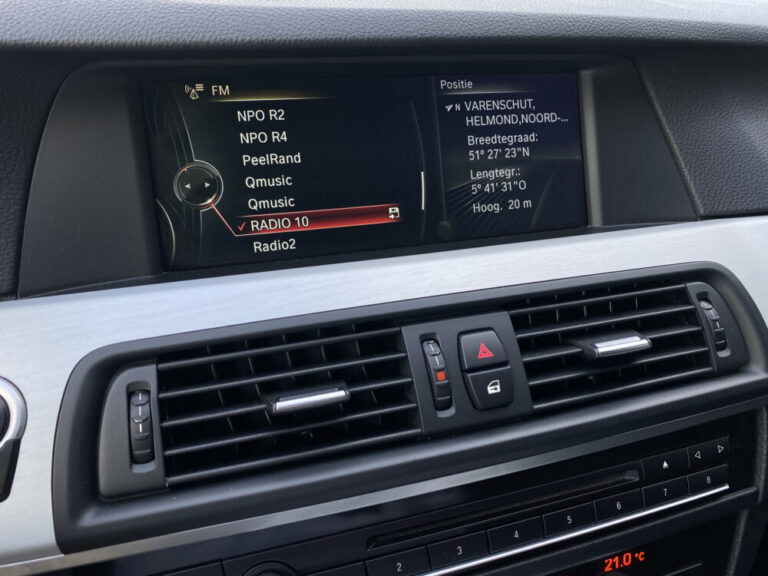 FM
NPO R2
NPO R4
PeelRand
Qmusic
Qmusic
RADIO 10
Radio2
Positie
N VARENSCHUT,
HELMOND,NOORD-...
Breedtegraad:
51° 27' 23"N
Lengtegr.:
5° 41' 31"O
Hoog. 20 m
2 3 4 5 6 7 8
21.0 °C